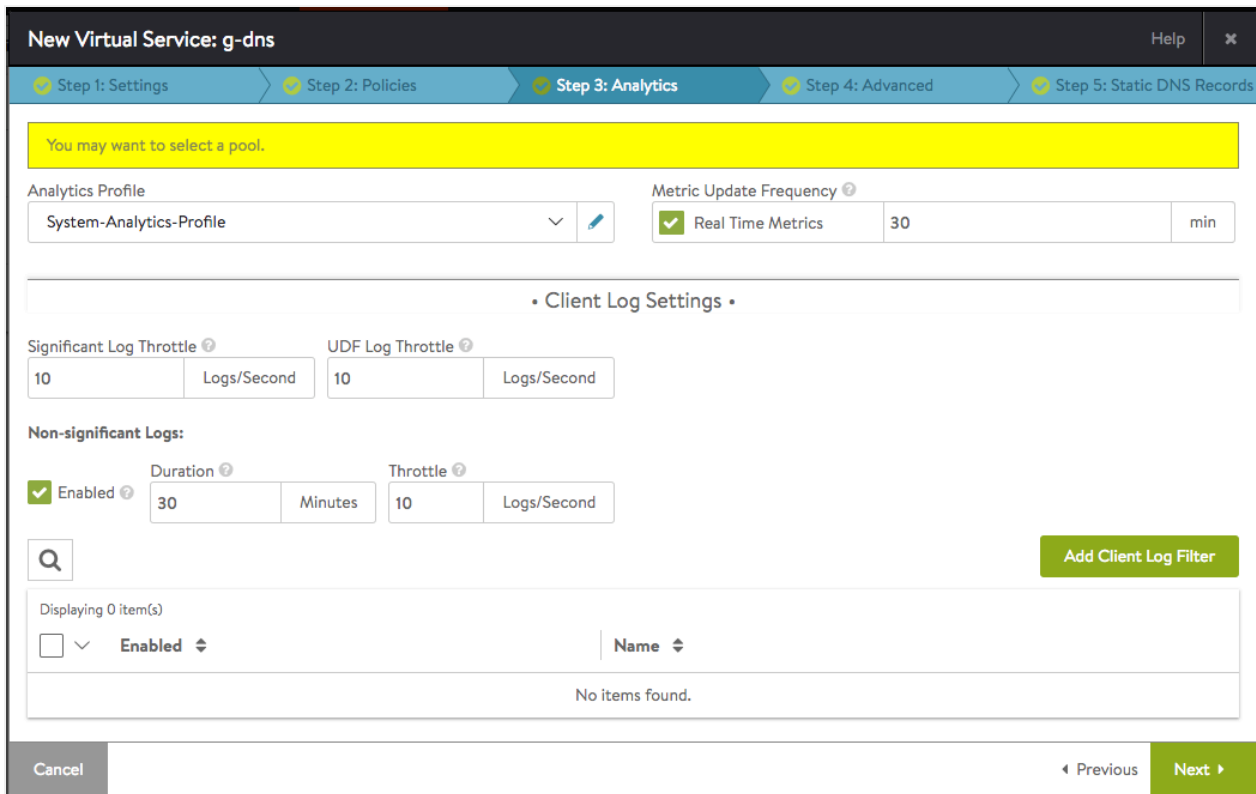 New Virtual Service: g-dns Help ×
Step 1: Settings Step 2: Policies Step 3: Analytics Step 4: Advanced Step 5: Static DNS Records
You may want to select a pool.
Analytics Profile Metric Update Frequency ?
System-Analytics-Profile Real Time Metrics 30 min
• Client Log Settings •
Significant Log Throttle ? UDF Log Throttle ?
10 Logs/Second 10 Logs/Second
Non-significant Logs:
Duration ? Throttle ?
Enabled ? 30 Minutes 10 Logs/Second
Add Client Log Filter
Displaying 0 item(s)
Enabled Name
No items found.
Cancel Previous Next